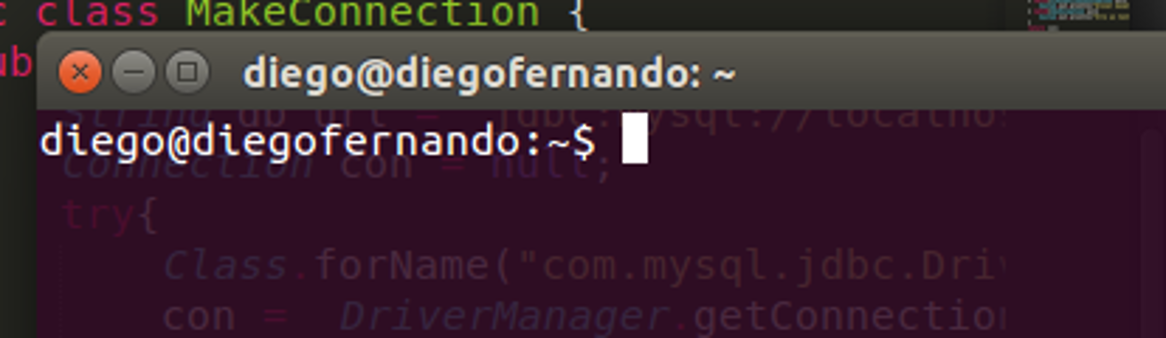 class MakeConnection {
ub
diego@diegofernando: ~
diego@diegofernando:~$
String db_url = "jdbc:mysql://localhos
Connection con = null;
try{
Class.forName("com.mysql.jdbc.Driv
con = DriverManager.getConnection